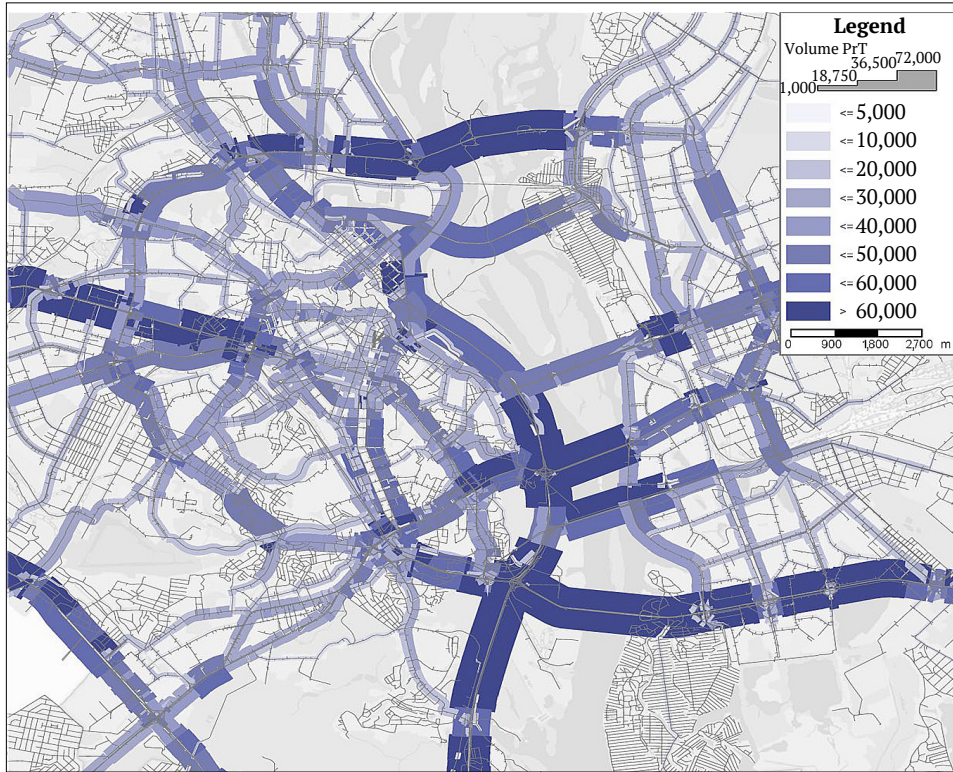 Legend
Volume PrT
1,000 18,750 36,500 72,000
<= 5,000
<= 10,000
<= 20,000
<= 30,000
<= 40,000
<= 50,000
<= 60,000
> 60,000
0 900 1,800 2,700 m